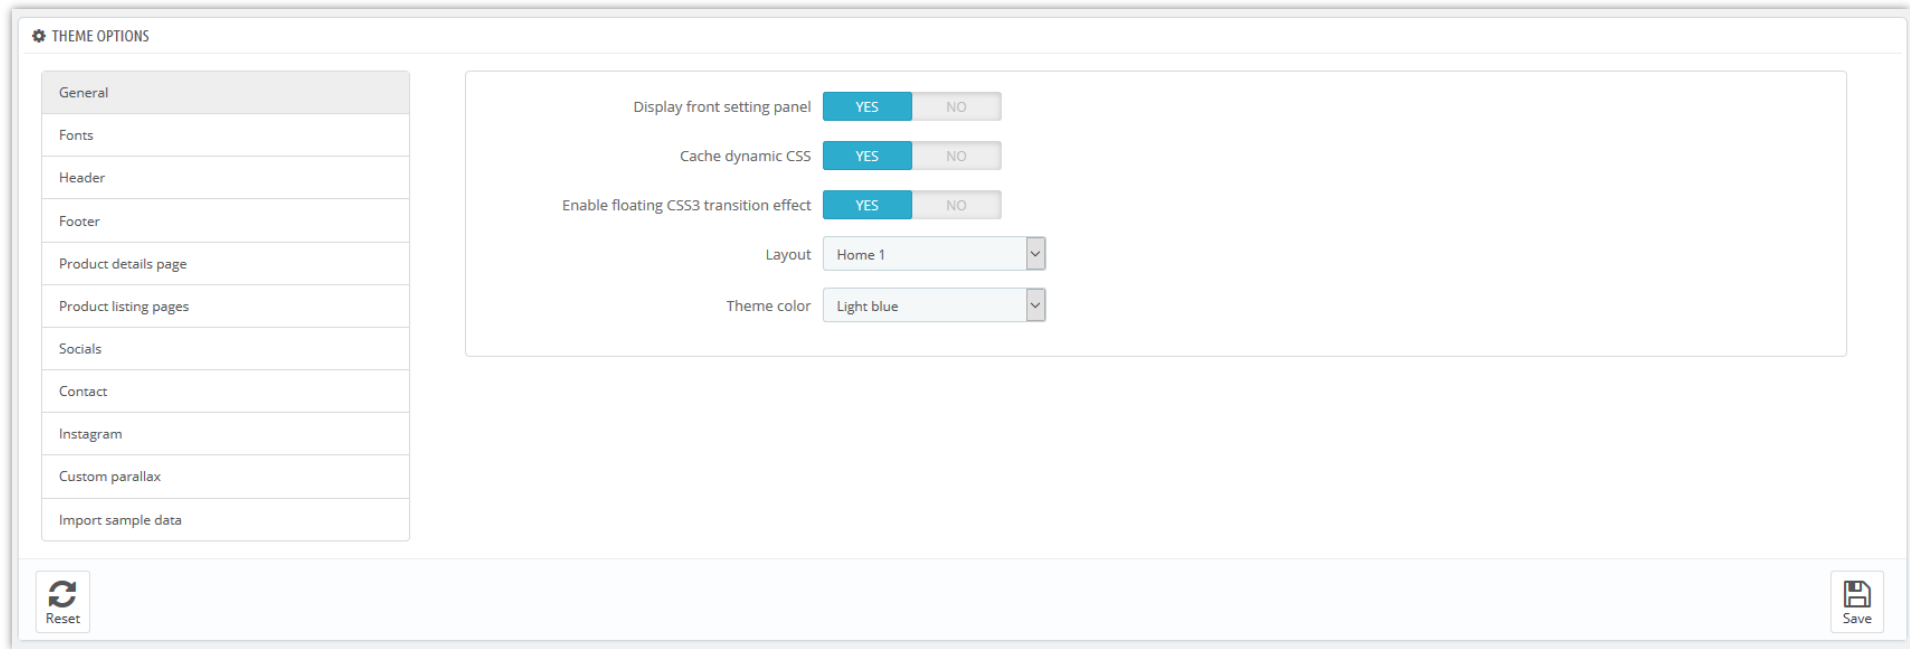 THEME OPTIONS
General
Fonts
Header
Footer
Product details page
Product listing pages
Socials
Contact
Instagram
Custom parallax
Import sample data
Display front setting panel YES NO
Cache dynamic CSS YES NO
Enable floating CSS3 transition effect YES NO
Layout Home 1
Theme color Light blue
Reset
Save